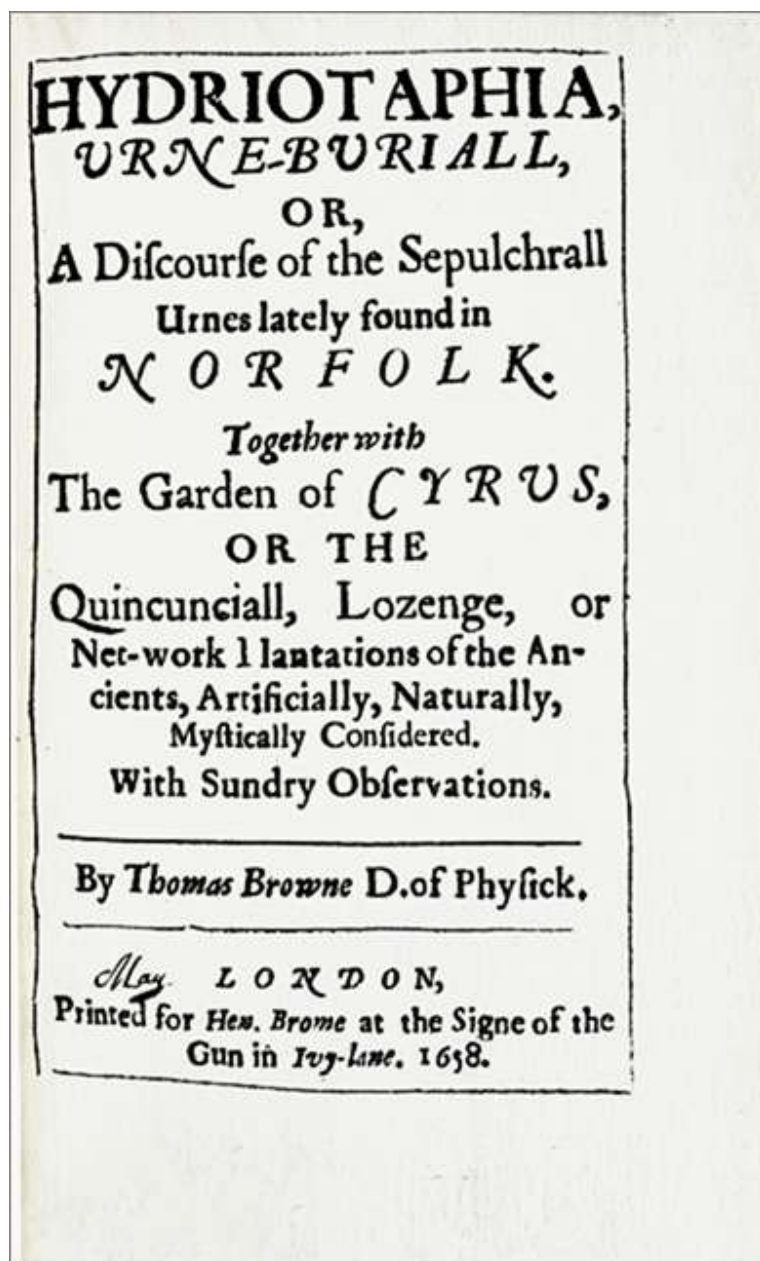 HYDRIOTAPHIA,
URNE-BURIALL,
OR,
A Diſcourſe of the Sepulchrall
Urnes lately found in
NORFOLK.
Together with
The Garden of CYRUS,
OR THE
Quincunciall, Lozenge, or
Net-work Plantations of the An-
cients, Artificially, Naturally,
Myſtically Conſidered.
With Sundry Obſervations.
By Thomas Browne D.of Phyſick.
May LONDON,
Printed for Hen. Brome at the Signe of the
Gun in Ivy-lane. 1658.